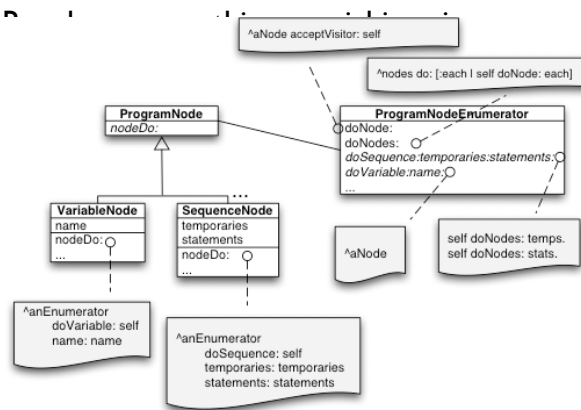 ^aNode acceptVisitor: self
^nodes do: [:each | self doNode: each]
ProgramNode
nodeDo:
ProgramNodeEnumerator
doNode:
doNodes:
doSequence:temporaries:statements:
doVariable:name:
...
...
VariableNode
name
nodeDo:
...
SequenceNode
temporaries
statements
nodeDo:
...
^aNode
self doNodes: temps.
self doNodes: stats.
^anEnumerator
doVariable: self
name: name
^anEnumerator
doSequence: self
temporaries: temporaries
statements: statements